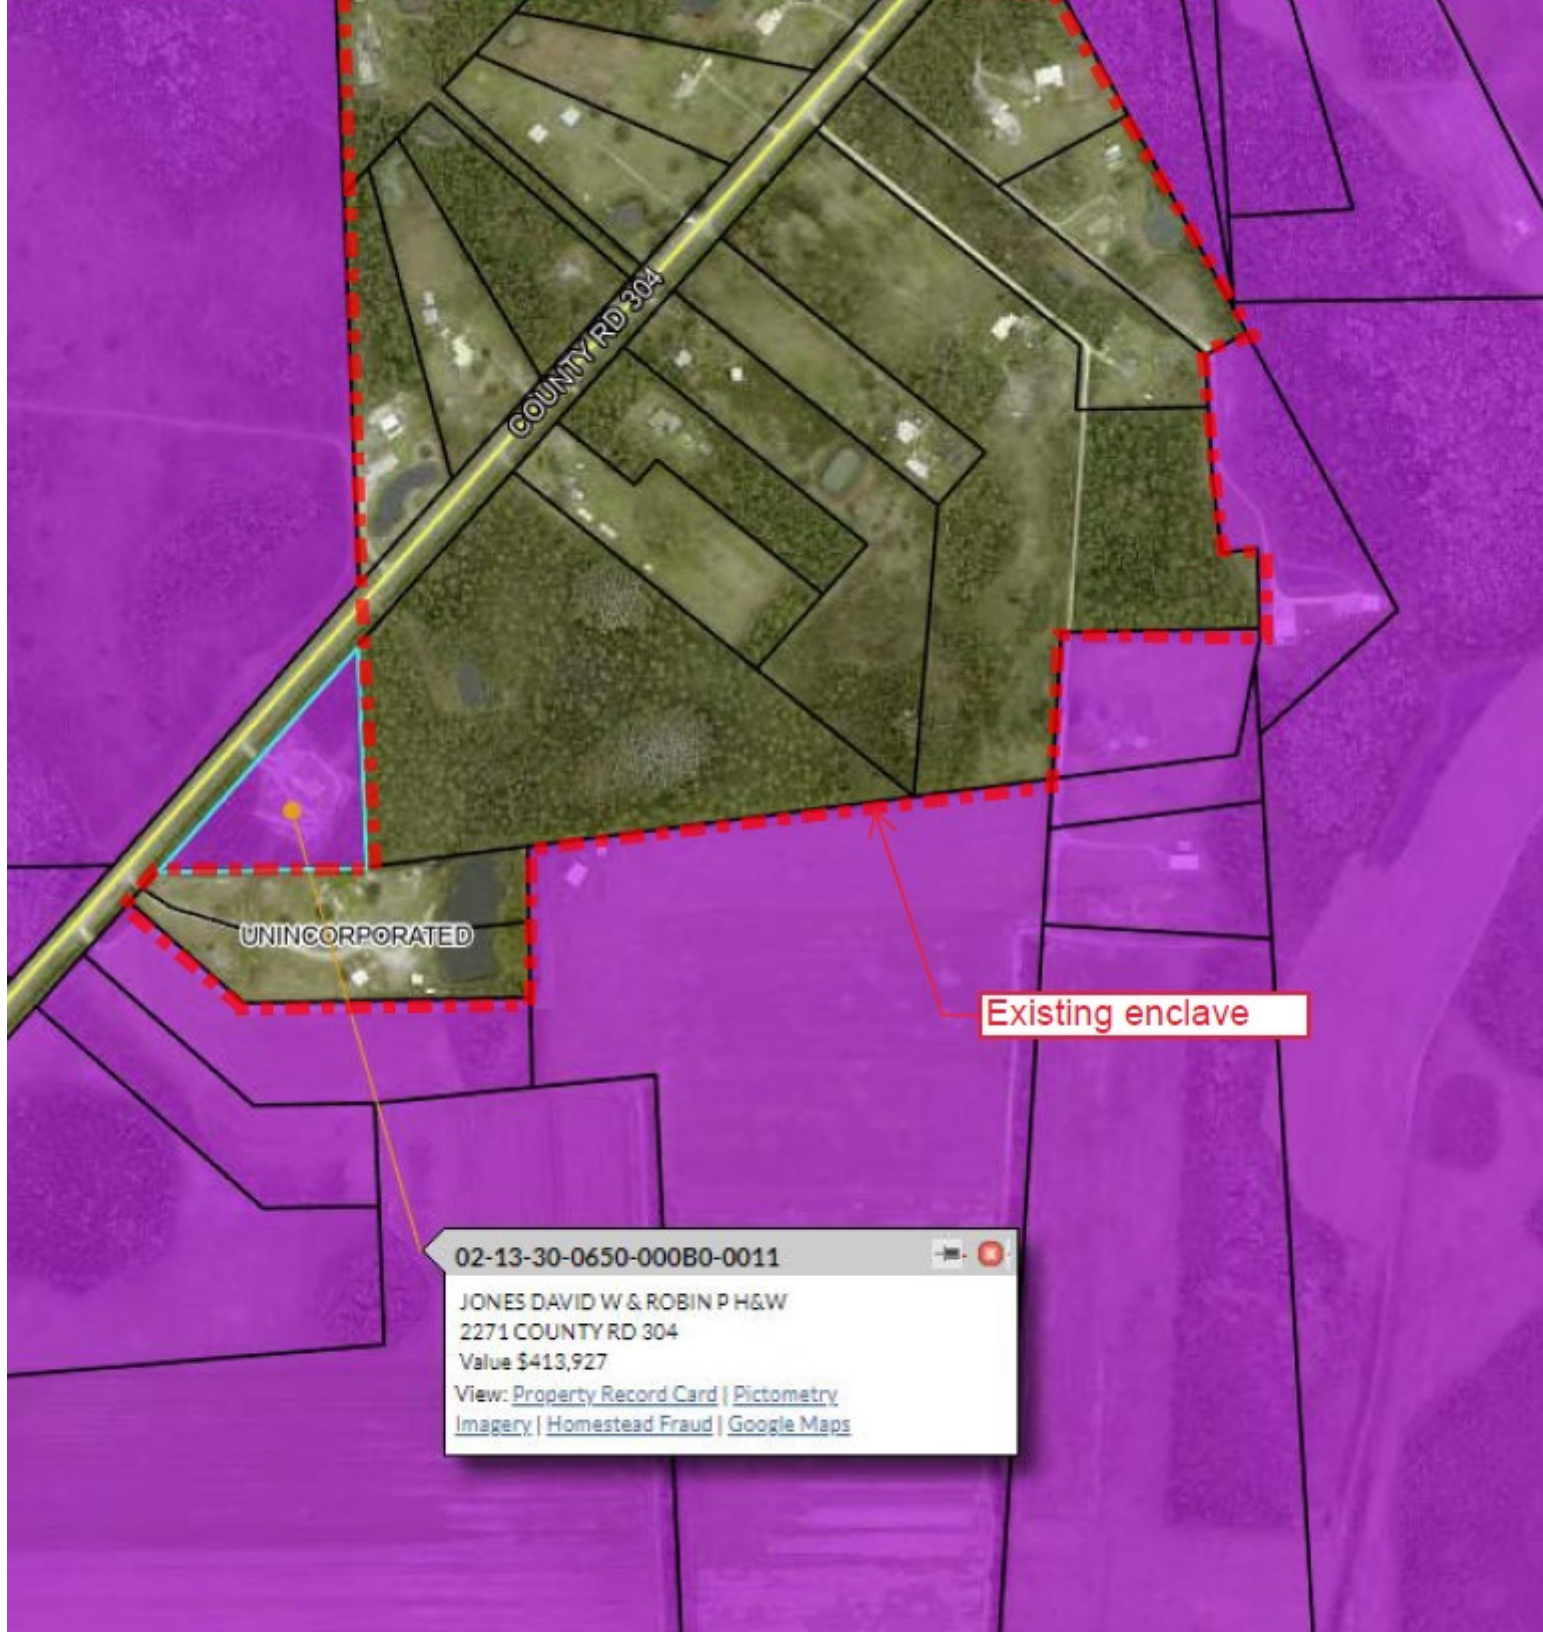 COUNTY RD 304
UNINCORPORATED
Existing enclave
02-13-30-0650-000B0-0011
JONES DAVID W & ROBIN P H&W
2271 COUNTY RD 304
Value $413,927
View: Property Record Card | Pictometry
Imagery | Homestead Fraud | Google Maps